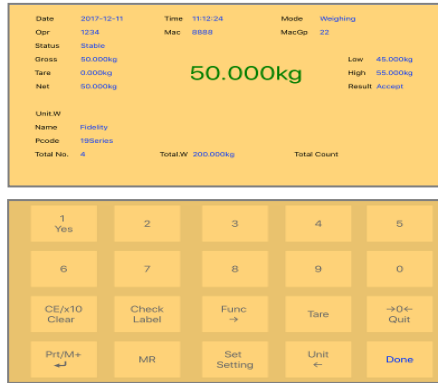 Date 2017-12-11 Time 11:12:24 Mode Weighing
Opr 1234 Mac 8888 MacGp 22
Status Stable
Gross 50.000kg Low 45.000kg
Tare 0.000kg 50.000kg High 55.000kg
Net 50.000kg Result Accept
Unit.W
Name Fidelity
Pcode 19Series
Total No. 4 Total.W 200.000kg Total Count
1 2 3 4 5
Yes
6 7 8 9 0
CE/x10 Check Func Tare →0←
Clear Label → Quit
Prt/M+ MR Set Unit Done
↵ Setting ←